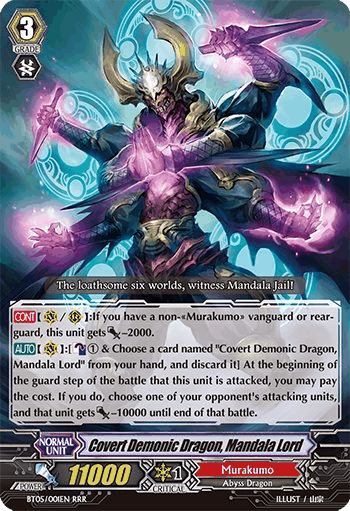 3
GRADE
The loathsome six worlds, witness Mandala Jail!
CONT [ / ]:If you have a non-«Murakumo» vanguard or rear-
guard, this unit gets -2000.
AUTO [ ]:[ ① & Choose a card named "Covert Demonic Dragon,
Mandala Lord" from your hand, and discard it] At the beginning of
the guard step of the battle that this unit is attacked, you may pay
the cost. If you do, choose one of your opponent's attacking units,
and that unit gets -10000 until end of that battle.
NORMAL
UNIT
Covert Demonic Dragon, Mandala Lord
POWER
11000
1
CRITICAL
Murakumo
Abyss Dragon
BT05/001EN RRR
ILLUST / 山宗